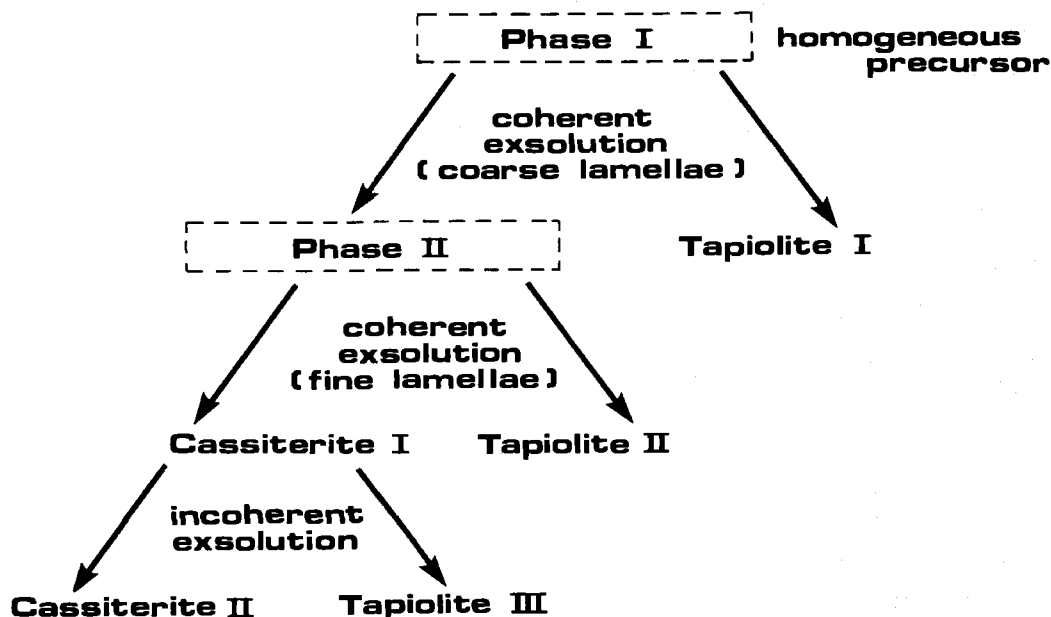 Phase I
homogeneous
precursor
coherent
exsolution
(coarse lamellae)
Phase II
Tapiolite I
coherent
exsolution
(fine lamellae)
Cassiterite I
Tapiolite II
incoherent
exsolution
Cassiterite II
Tapiolite III